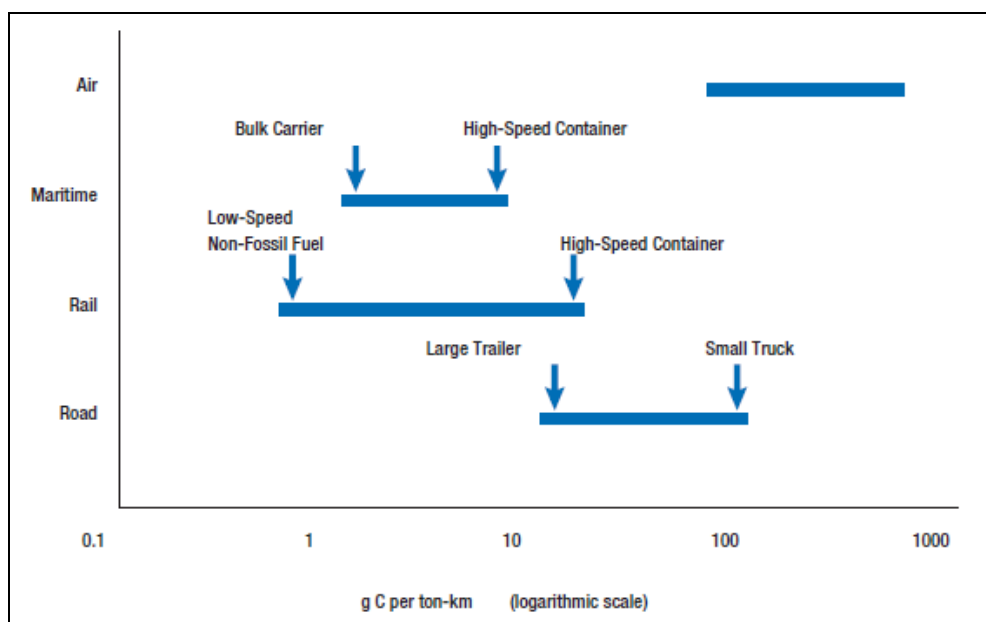 Air
Bulk Carrier
High-Speed Container
Maritime
Low-Speed
Non-Fossil Fuel
High-Speed Container
Rail
Large Trailer
Small Truck
Road
0.1 1 10 100 1000
g C per ton-km (logarithmic scale)